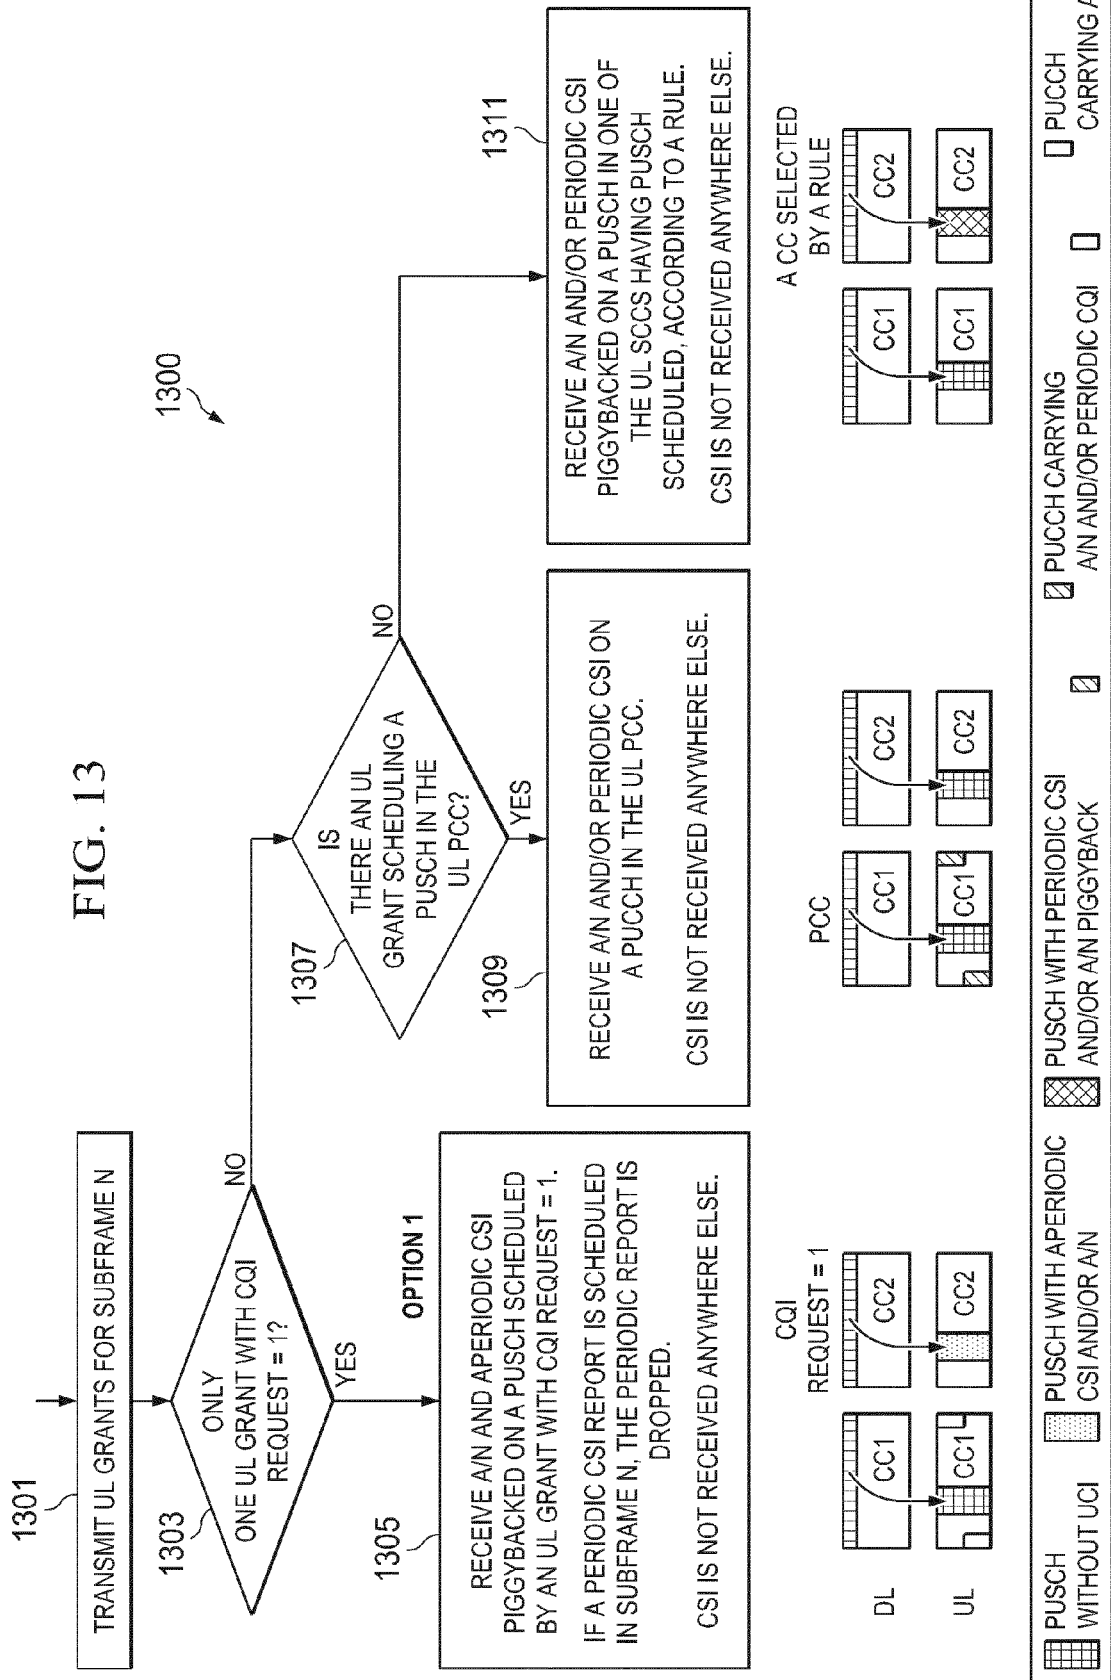 FIG. 13
1300
1301
TRANSMIT UL GRANTS FOR SUBFRAME N
1303
ONLY
ONE UL GRANT WITH CQI
REQUEST = 1?
NO
YES
1305
OPTION 1
RECEIVE A/N AND APERIODIC CSI
PIGGYBACKED ON A PUSCH SCHEDULED
BY AN UL GRANT WITH CQI REQUEST = 1.
IF A PERIODIC CSI REPORT IS SCHEDULED
IN SUBFRAME N, THE PERIODIC REPORT IS
DROPPED.
CSI IS NOT RECEIVED ANYWHERE ELSE.
1307
IS
THERE AN UL
GRANT SCHEDULING A
PUSCH IN THE
UL PCC?
NO
YES
1309
RECEIVE A/N AND/OR PERIODIC CSI ON
A PUCCH IN THE UL PCC.
CSI IS NOT RECEIVED ANYWHERE ELSE.
1311
RECEIVE A/N AND/OR PERIODIC CSI
PIGGYBACKED ON A PUSCH IN ONE OF
THE UL SCCS HAVING PUSCH
SCHEDULED, ACCORDING TO A RULE.
CSI IS NOT RECEIVED ANYWHERE ELSE.
CQI
REQUEST = 1
PCC
A CC SELECTED
BY A RULE
DL
CC1
CC2
CC1
CC2
CC1
CC2
UL
CC1
CC2
CC1
CC2
CC1
CC2
PUSCH
WITHOUT UCI
PUSCH WITH APERIODIC
CSI AND/OR A/N
PUSCH WITH PERIODIC CSI
AND/OR A/N PIGGYBACK
PUCCH CARRYING
A/N AND/OR PERIODIC CQI
PUCCH
CARRYING A